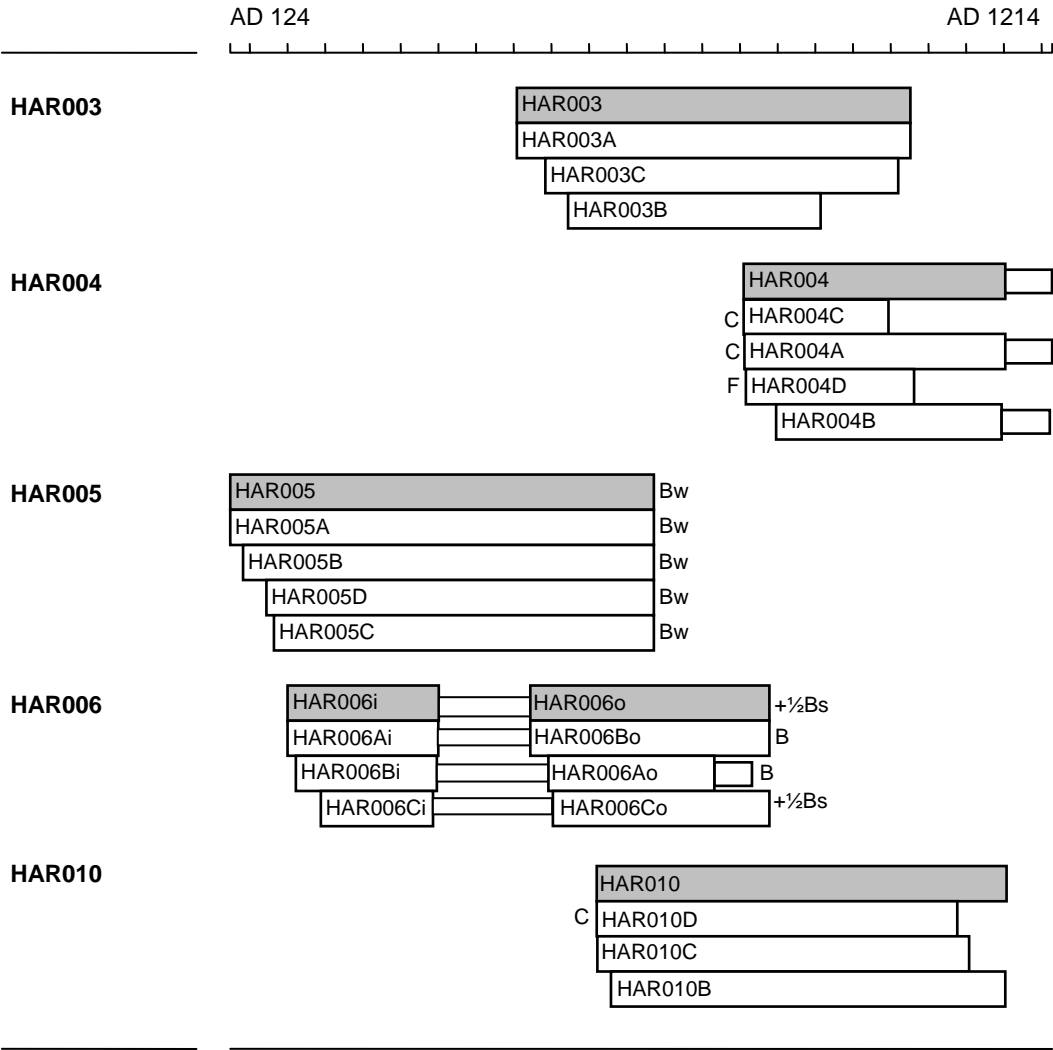 AD 124 AD 1214
HAR003 HAR003
HAR003A
HAR003C
HAR003B
HAR004 HAR004
C HAR004C
C HAR004A
F HAR004D
HAR004B
HAR005 HAR005 Bw
HAR005A Bw
HAR005B Bw
HAR005D Bw
HAR005C Bw
HAR006 HAR006i HAR006o +½Bs
HAR006Ai HAR006Bo B
HAR006Bi HAR006Ao B
HAR006Ci HAR006Co +½Bs
HAR010 HAR010
C HAR010D
HAR010C
HAR010B